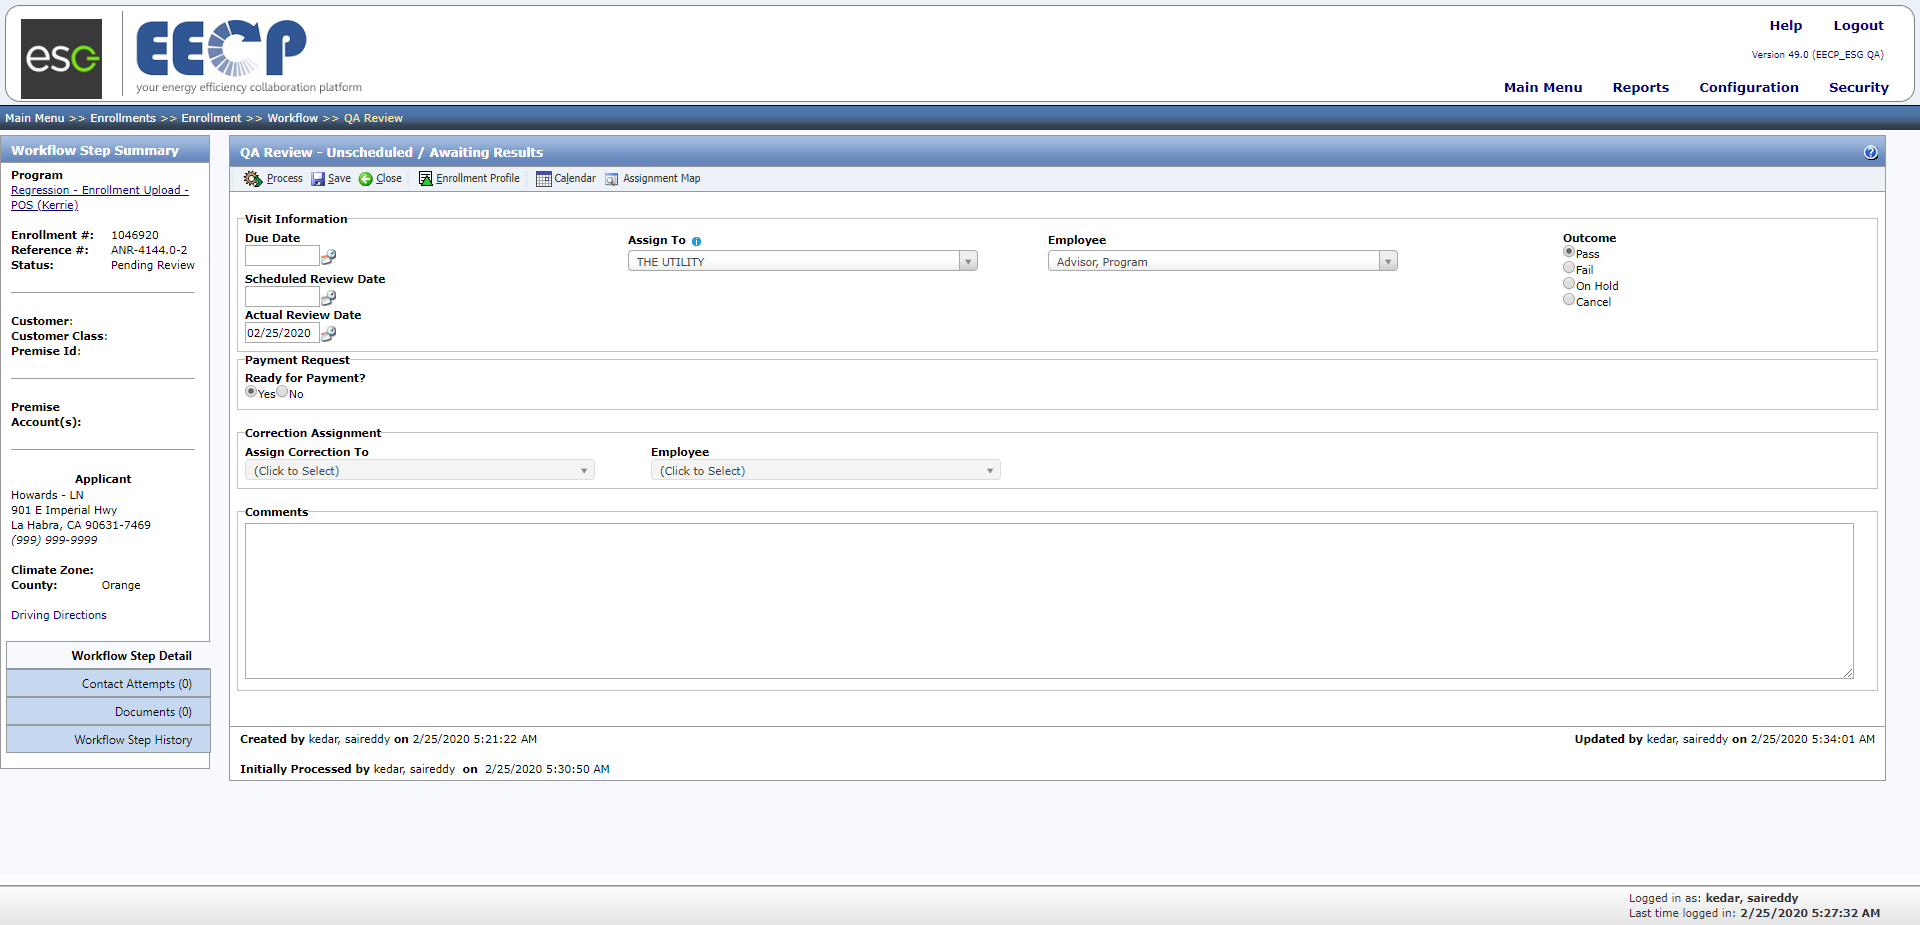 esg
EECP
your energy efficiency collaboration platform
Help Logout
Version 49.0 (EECP_ESG QA)
Main Menu Reports Configuration Security
Main Menu >> Enrollments >> Enrollment >> Workflow >> QA Review
Workflow Step Summary
Program
Regression - Enrollment Upload -
POS (Kerrie)
Enrollment #: 1046920
Reference #: ANR-4144.0-2
Status: Pending Review
Customer:
Customer Class:
Premise Id:
Premise
Account(s):
Applicant
Howards - LN
901 E Imperial Hwy
La Habra, CA 90631-7469
(999) 999-9999
Climate Zone:
County: Orange
Driving Directions
Workflow Step Detail
Contact Attempts (0)
Documents (0)
Workflow Step History
QA Review - Unscheduled / Awaiting Results
Process Save Close Enrollment Profile Calendar Assignment Map
Visit Information
Due Date
Scheduled Review Date
Actual Review Date
02/25/2020
Assign To
THE UTILITY
Employee
Advisor, Program
Outcome
Pass
Fail
On Hold
Cancel
Payment Request
Ready for Payment?
Yes No
Correction Assignment
Assign Correction To
(Click to Select)
Employee
(Click to Select)
Comments
Created by kedar, saireddy on 2/25/2020 5:21:22 AM
Updated by kedar, saireddy on 2/25/2020 5:34:01 AM
Initially Processed by kedar, saireddy on 2/25/2020 5:30:50 AM
Logged in as: kedar, saireddy
Last time logged in: 2/25/2020 5:27:32 AM